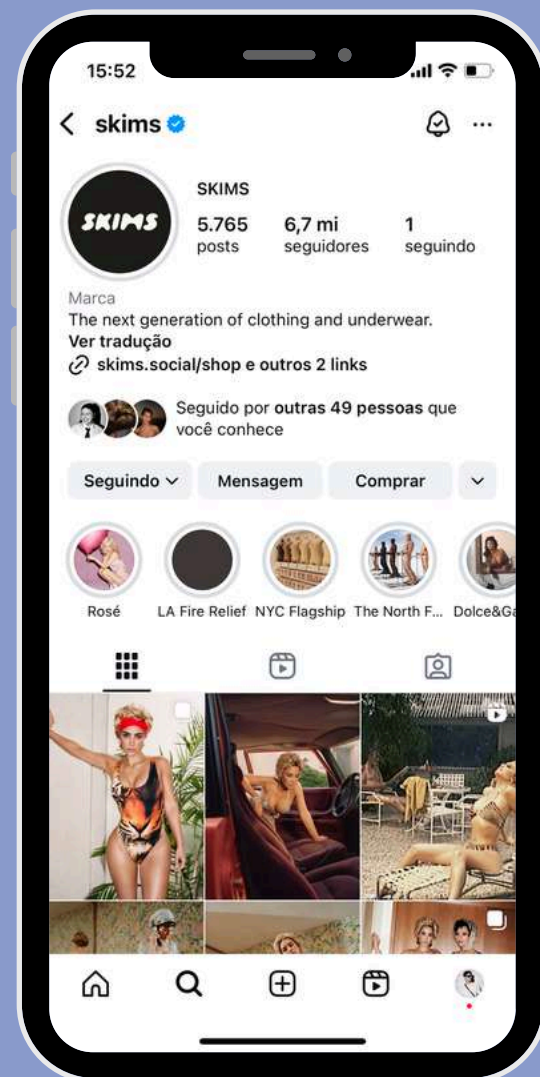 15:52
skims
SKIMS
SKIMS
5.765 6,7 mi 1
posts seguidores seguindo
Marca
The next generation of clothing and underwear.
Ver tradução
skims.social/shop e outros 2 links
Seguido por outras 49 pessoas que
você conhece
Seguindo Mensagem Comprar
Rosé LA Fire Relief NYC Flagship The North F... Dolce&Ga